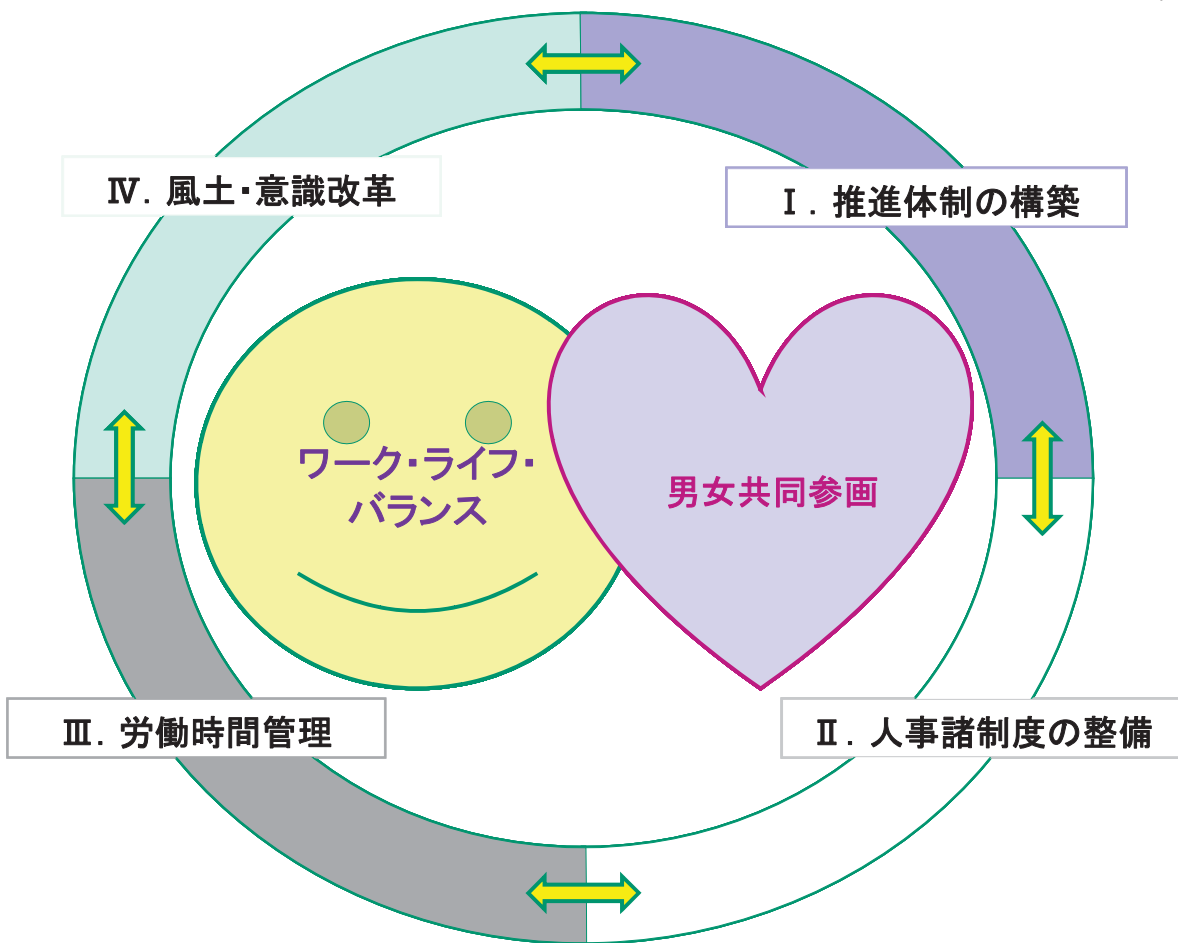 Ⅳ. 風土・意識改革
Ⅰ. 推進体制の構築
ワーク・ライフ・
バランス
男女共同参画
Ⅲ. 労働時間管理
Ⅱ. 人事諸制度の整備